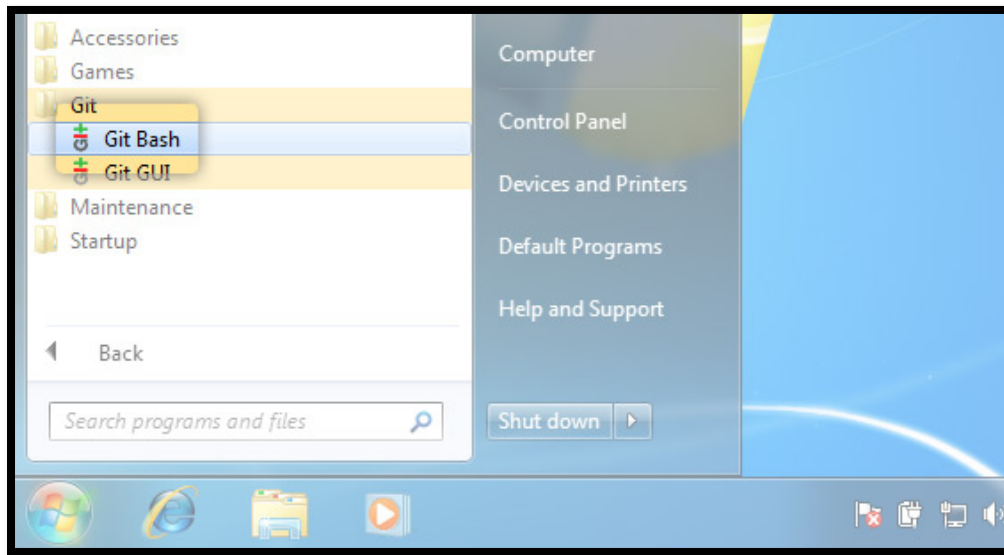 Accessories
Games
Git
Git Bash
Git GUI
Maintenance
Startup
Back
Search programs and files
Computer
Control Panel
Devices and Printers
Default Programs
Help and Support
Shut down